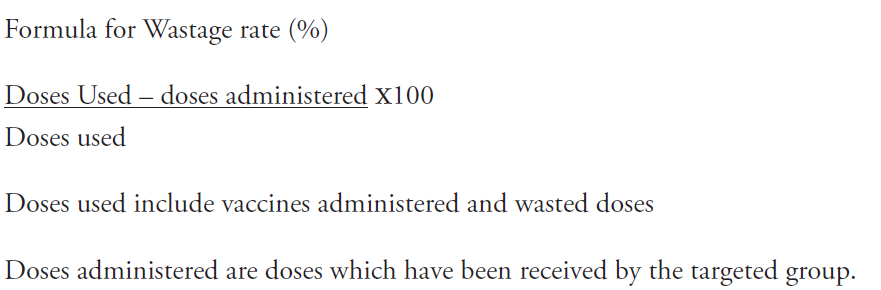 Formula for Wastage rate (%)
Doses Used – doses administered X100
Doses used
Doses used include vaccines administered and wasted doses
Doses administered are doses which have been received by the targeted group.